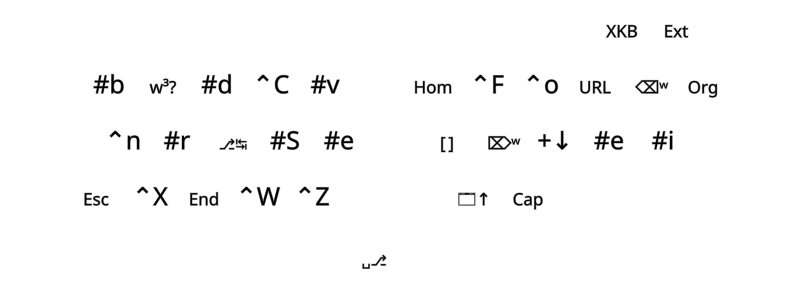 XKB Ext
#b w³? #d ^C #v Hom ^F ^o URL ⌫ʷ Org
^n #r ⎇↹ #S #e [] ⌦ʷ +↓ #e #i
Esc ^X End ^W ^Z 🗔↑ Cap
␣⎇